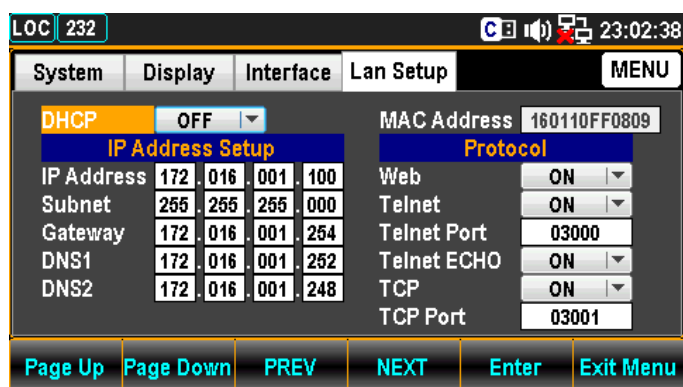 LOC 232 C 23:02:38
System Display Interface Lan Setup MENU
DHCP OFF MAC Address 160110FF0809
IP Address Setup Protocol
IP Address 172 . 016 . 001 . 100 Web ON
Subnet 255 . 255 . 255 . 000 Telnet ON
Gateway 172 . 016 . 001 . 254 Telnet Port 03000
DNS1 172 . 016 . 001 . 252 Telnet ECHO ON
DNS2 172 . 016 . 001 . 248 TCP ON
TCP Port 03001
Page Up Page Down PREV NEXT Enter Exit Menu